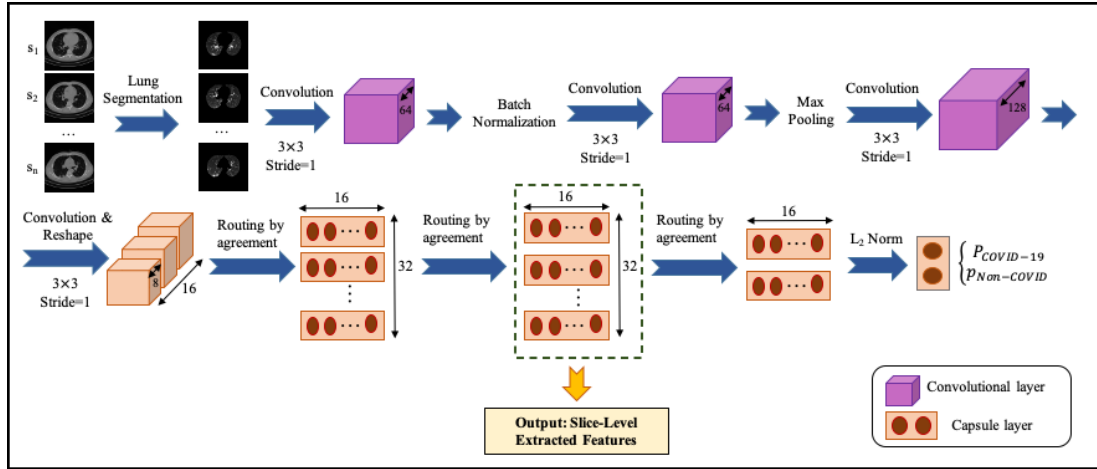 s1
s2
...
sn
Lung
Segmentation
...
Convolution
3×3
Stride=1
64
Batch
Normalization
Convolution
3×3
Stride=1
64
Max
Pooling
Convolution
3×3
Stride=1
128
Convolution &
Reshape
3×3
Stride=1
8
16
Routing by
agreement
16
32
Routing by
agreement
16
32
Routing by
agreement
16
L2 Norm
PCOVID−19
pNon−COVID
Output: Slice-Level
Extracted Features
Convolutional layer
Capsule layer